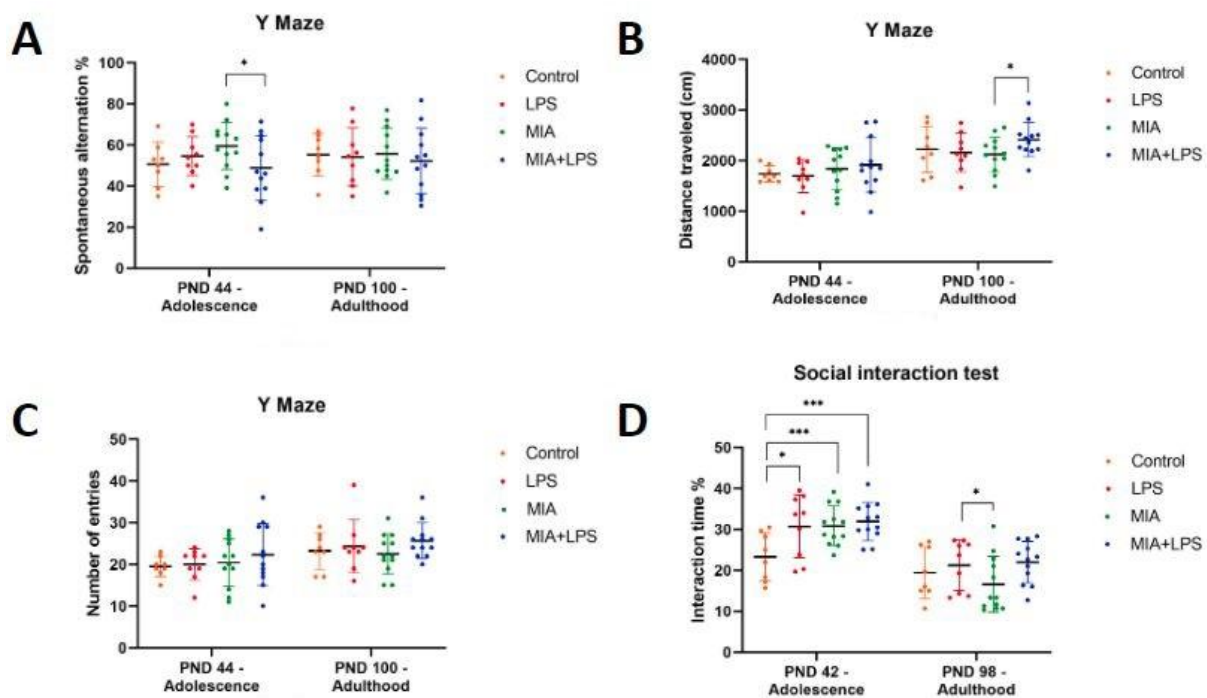 A
Y Maze
Spontaneous alternation %
100
80
60
40
20
0
*
PND 44 -
Adolescence
PND 100 -
Adulthood
Control
LPS
MIA
MIA+LPS
B
Y Maze
Distance traveled (cm)
4000
3000
2000
1000
0
*
PND 44 -
Adolescence
PND 100 -
Adulthood
Control
LPS
MIA
MIA+LPS
C
Y Maze
Number of entries
50
40
30
20
10
0
PND 44 -
Adolescence
PND 100 -
Adulthood
Control
LPS
MIA
MIA+LPS
D
Social interaction test
Interaction time %
50
40
30
20
10
0
***
***
*
*
PND 42 -
Adolescence
PND 98 -
Adulthood
Control
LPS
MIA
MIA+LPS